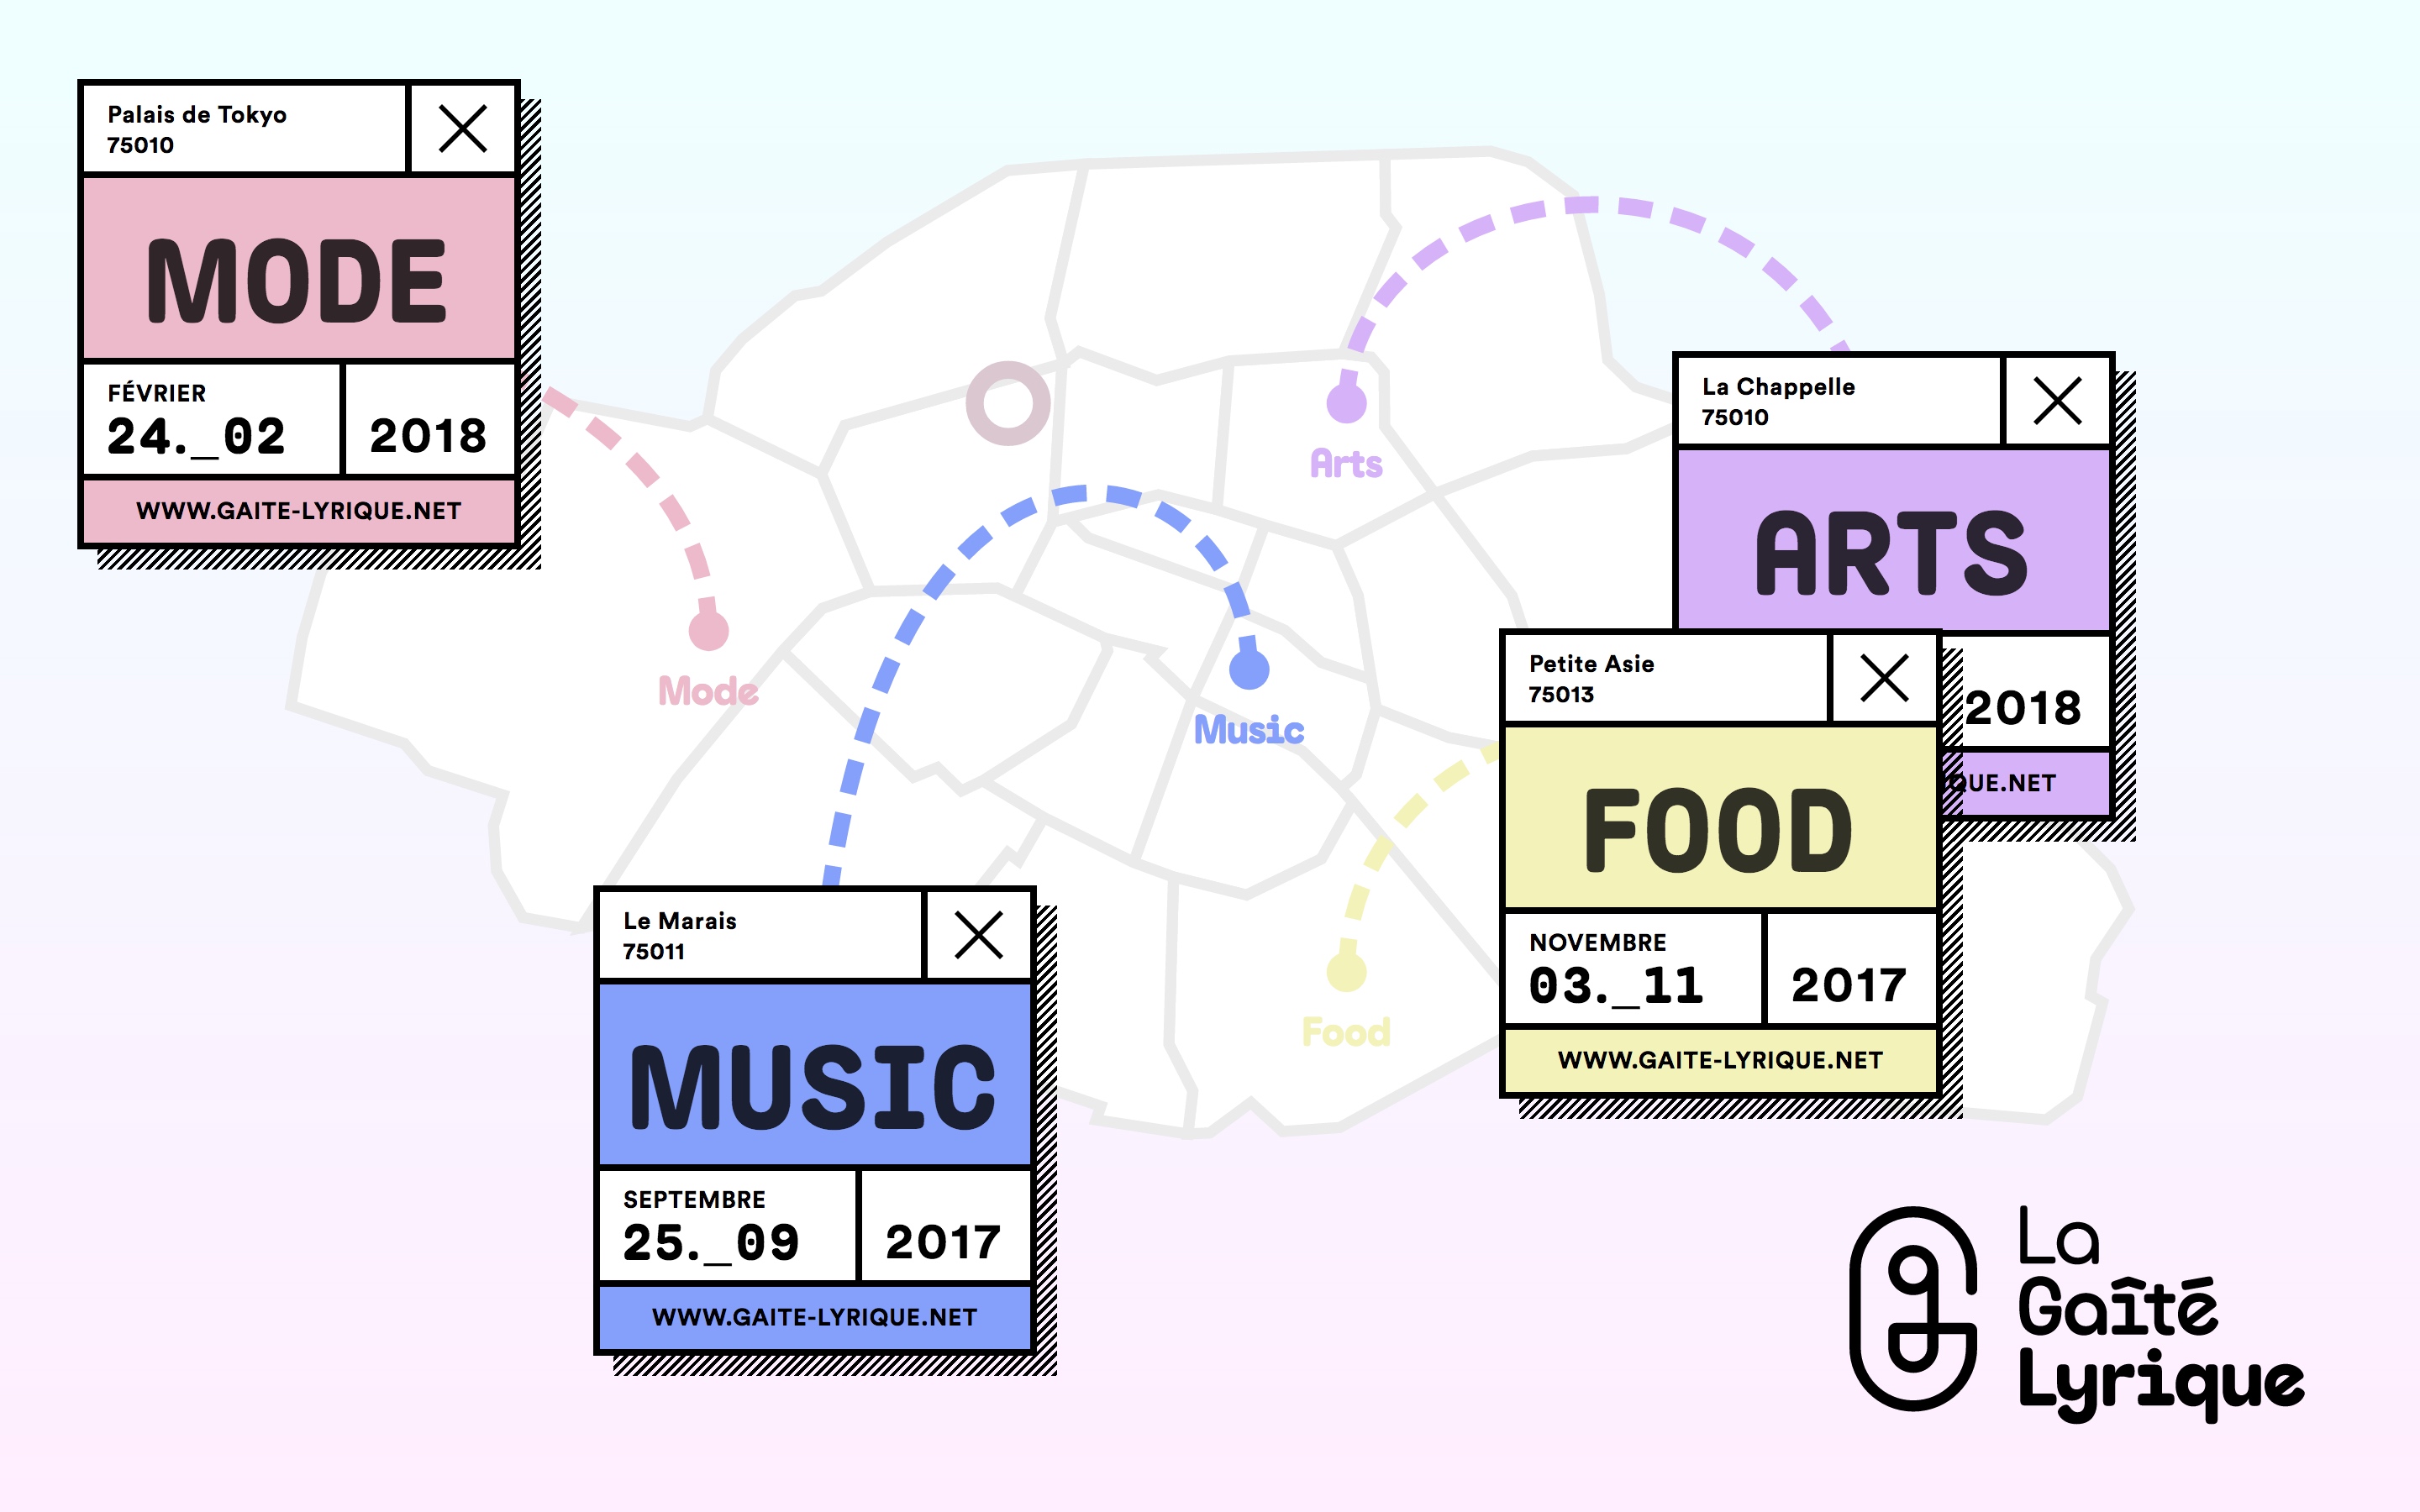 Palais de Tokyo
75010
MODE
FÉVRIER
24._02
2018
WWW.GAITE-LYRIQUE.NET
Mode
Arts
La Chappelle
75010
ARTS
2018
QUE.NET
Music
Petite Asie
75013
FOOD
NOVEMBRE
03._11
2017
WWW.GAITE-LYRIQUE.NET
Food
Le Marais
75011
MUSIC
SEPTEMBRE
25._09
2017
WWW.GAITE-LYRIQUE.NET
La
Gaîté
Lyrique